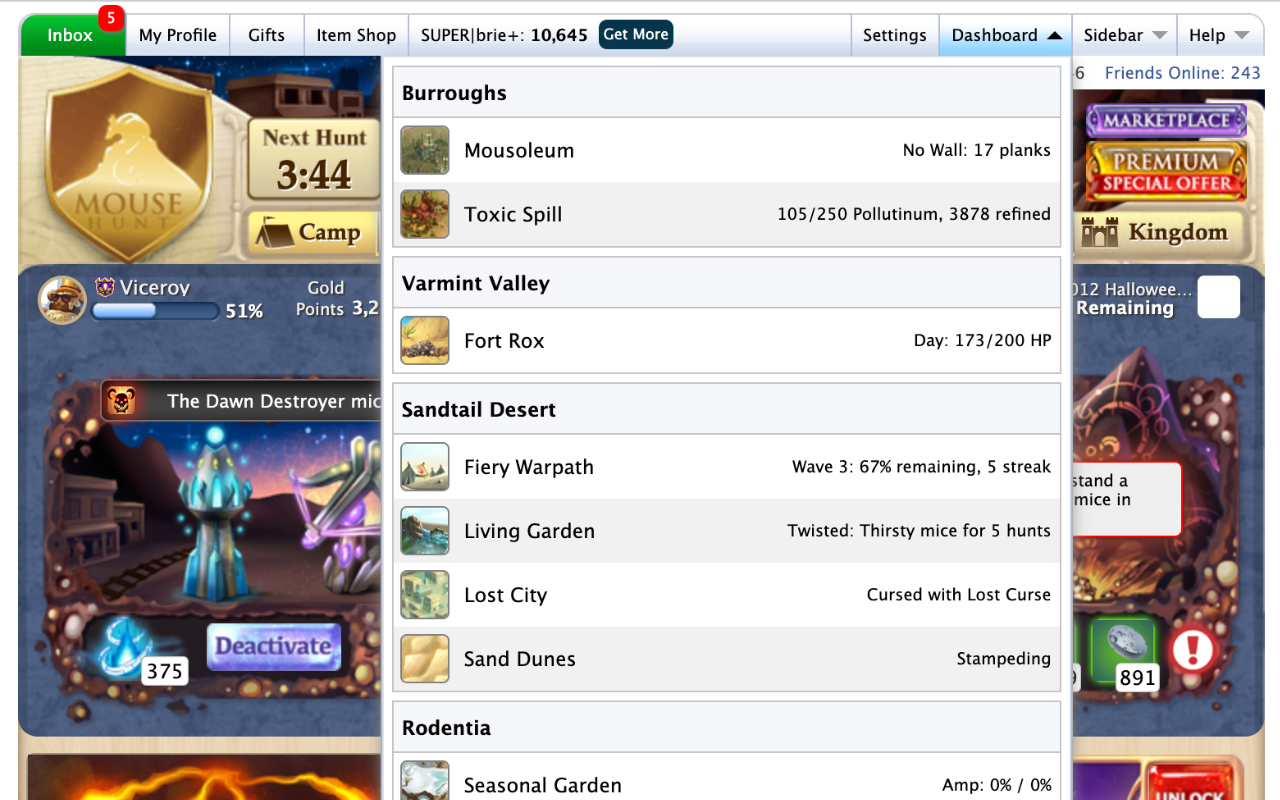 Inbox 5 My Profile Gifts Item Shop SUPER|brie+: 10,645 Get More Settings Dashboard Sidebar Help
Friends Online: 243
MOUSE
HUNT
Next Hunt
3:44
Camp
MARKETPLACE
PREMIUM
SPECIAL OFFER
Kingdom
Viceroy
51%
Gold
Points 3,2
012 Hallowee...
Remaining
The Dawn Destroyer mic
stand a
mice in
375
Deactivate
891
!
UNLOCK
Burroughs
Mousoleum No Wall: 17 planks
Toxic Spill 105/250 Pollutinum, 3878 refined
Varmint Valley
Fort Rox Day: 173/200 HP
Sandtail Desert
Fiery Warpath Wave 3: 67% remaining, 5 streak
Living Garden Twisted: Thirsty mice for 5 hunts
Lost City Cursed with Lost Curse
Sand Dunes Stampeding
Rodentia
Seasonal Garden Amp: 0% / 0%